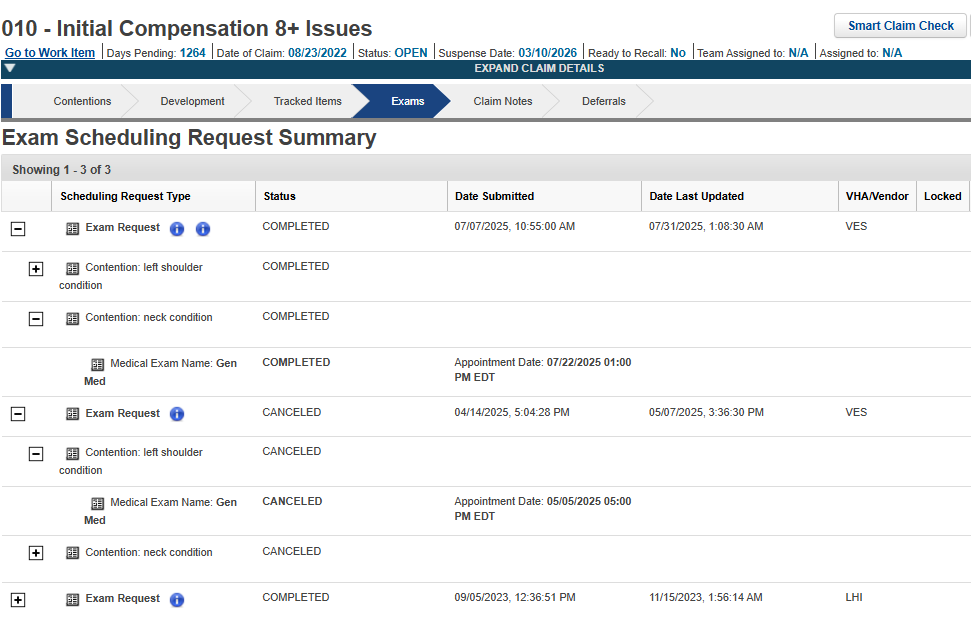 010 - Initial Compensation 8+ Issues
Smart Claim Check
Go to Work Item Days Pending: 1264 Date of Claim: 08/23/2022 Status: OPEN Suspense Date: 03/10/2026 Ready to Recall: No Team Assigned to: N/A Assigned to: N/A
EXPAND CLAIM DETAILS
Contentions Development Tracked Items Exams Claim Notes Deferrals
Exam Scheduling Request Summary
Showing 1 - 3 of 3
Scheduling Request Type Status Date Submitted Date Last Updated VHA/Vendor Locked
Exam Request COMPLETED 07/07/2025, 10:55:00 AM 07/31/2025, 1:08:30 AM VES
Contention: left shoulder COMPLETED
condition
Contention: neck condition COMPLETED
Medical Exam Name: Gen COMPLETED Appointment Date: 07/22/2025 01:00
Med PM EDT
Exam Request CANCELED 04/14/2025, 5:04:28 PM 05/07/2025, 3:36:30 PM VES
Contention: left shoulder CANCELED
condition
Medical Exam Name: Gen CANCELED Appointment Date: 05/05/2025 05:00
Med PM EDT
Contention: neck condition CANCELED
Exam Request COMPLETED 09/05/2023, 12:36:51 PM 11/15/2023, 1:56:14 AM LHI